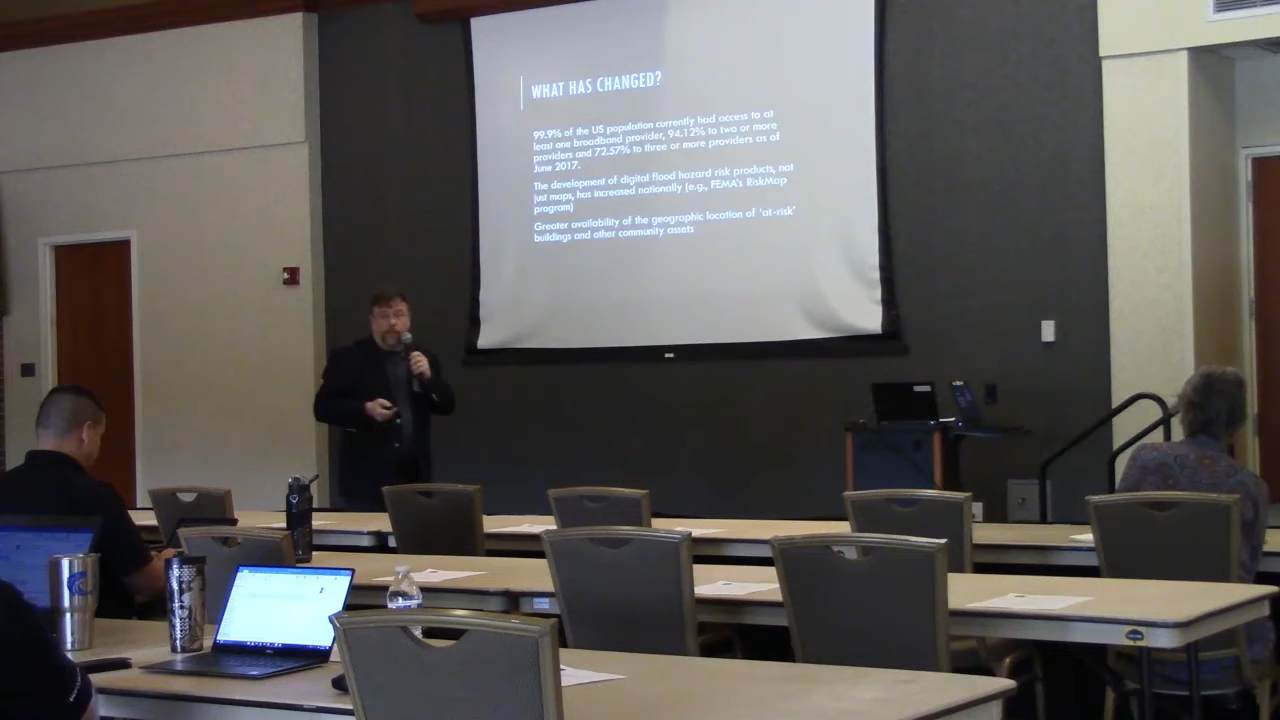 WHAT HAS CHANGED?
99.9% of the US population currently had access to at
least one broadband provider, 94.12% to two or more
providers and 72.57% to three or more providers as of
June 2017.
The development of digital flood hazard risk products, not
just maps, has increased nationally (e.g., FEMA's RiskMap
program)
Greater availability of the geographic location of 'at-risk'
buildings and other community assets